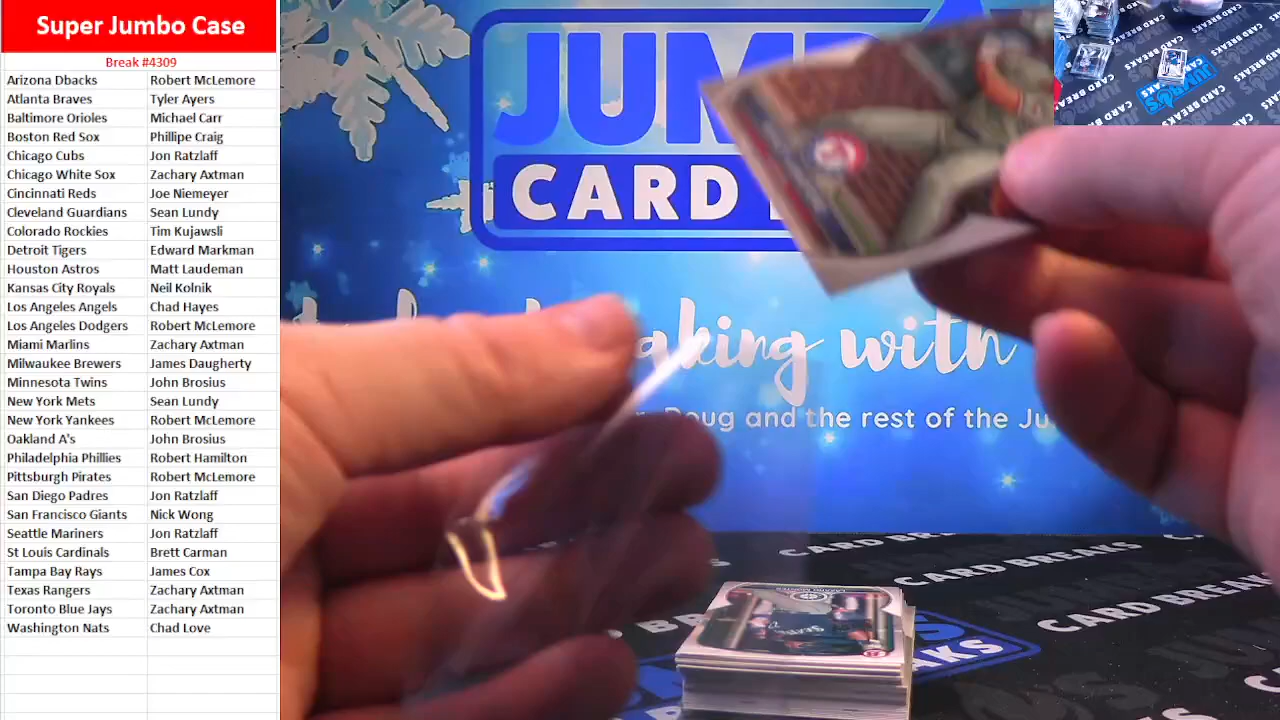 Super Jumbo Case
Break #4309
Arizona Dbacks Robert McLemore
Atlanta Braves Tyler Ayers
Baltimore Orioles Michael Carr
Boston Red Sox Phillipe Craig
Chicago Cubs Jon Ratzlaff
Chicago White Sox Zachary Axtman
Cincinnati Reds Joe Niemeyer
Cleveland Guardians Sean Lundy
Colorado Rockies Tim Kujawsli
Detroit Tigers Edward Markman
Houston Astros Matt Laudeman
Kansas City Royals Neil Kolnik
Los Angeles Angels Chad Hayes
Los Angeles Dodgers Robert McLemore
Miami Marlins Zachary Axtman
Milwaukee Brewers James Daugherty
Minnesota Twins John Brosius
New York Mets Sean Lundy
New York Yankees Robert McLemore
Oakland A's John Brosius
Philadelphia Phillies Robert Hamilton
Pittsburgh Pirates Robert McLemore
San Diego Padres Jon Ratzlaff
San Francisco Giants Nick Wong
Seattle Mariners Jon Ratzlaff
St Louis Cardinals Brett Carman
Tampa Bay Rays James Cox
Texas Rangers Zachary Axtman
Toronto Blue Jays Zachary Axtman
Washington Nats Chad Love
JUM
CARD
aking with
Doug and the rest of the Ju
CARD BREAKS
CARD BREAKS
EAKS
CARD BREAKS